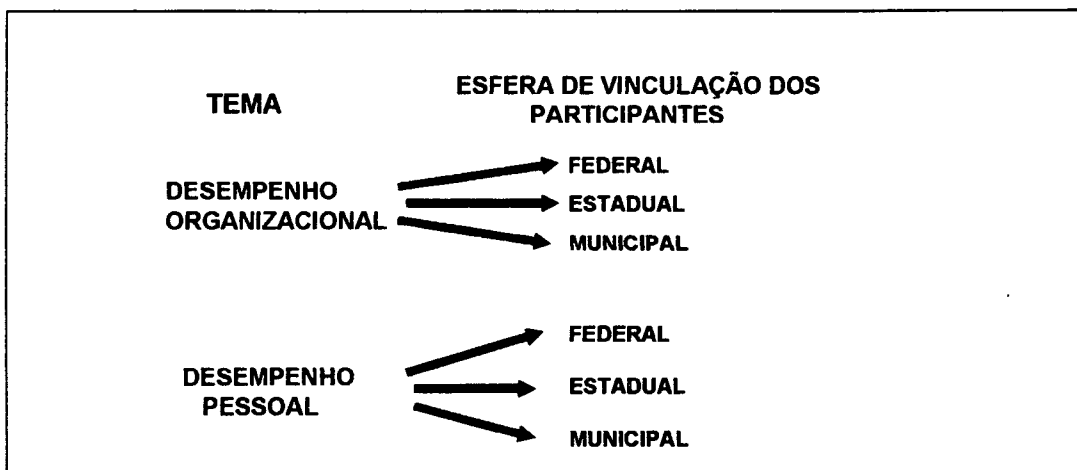 TEMA
ESFERA DE VINCULAÇÃO DOS
PARTICIPANTES
DESEMPENHO
ORGANIZACIONAL
FEDERAL
ESTADUAL
MUNICIPAL
DESEMPENHO
PESSOAL
FEDERAL
ESTADUAL
MUNICIPAL